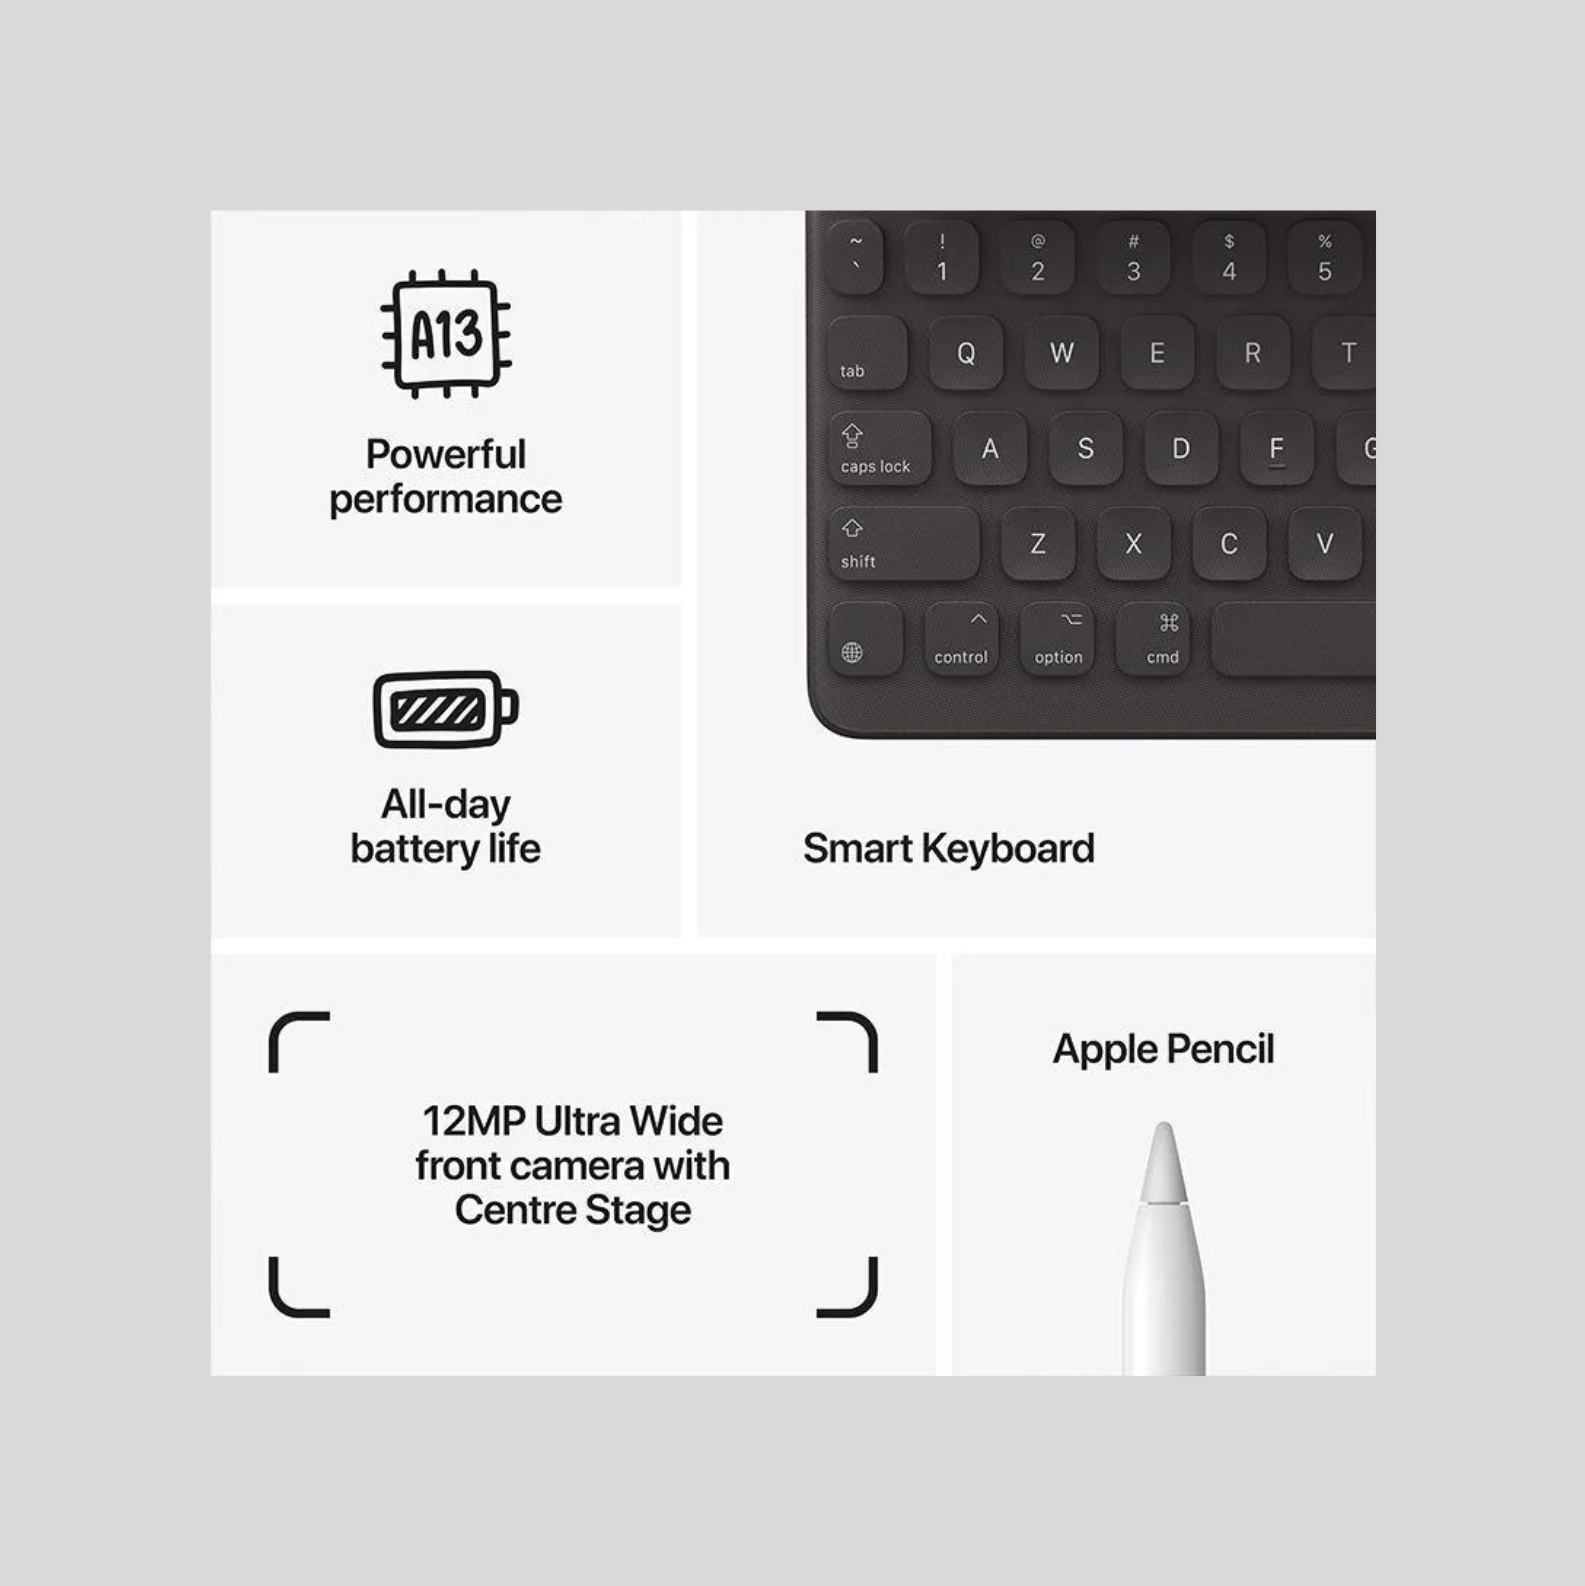 A13
Powerful
performance
~ ! @ # $ %
` 1 2 3 4 5
tab Q W E R T
caps lock A S D F G
shift Z X C V
control option cmd
All-day
battery life
Smart Keyboard
12MP Ultra Wide
front camera with
Centre Stage
Apple Pencil